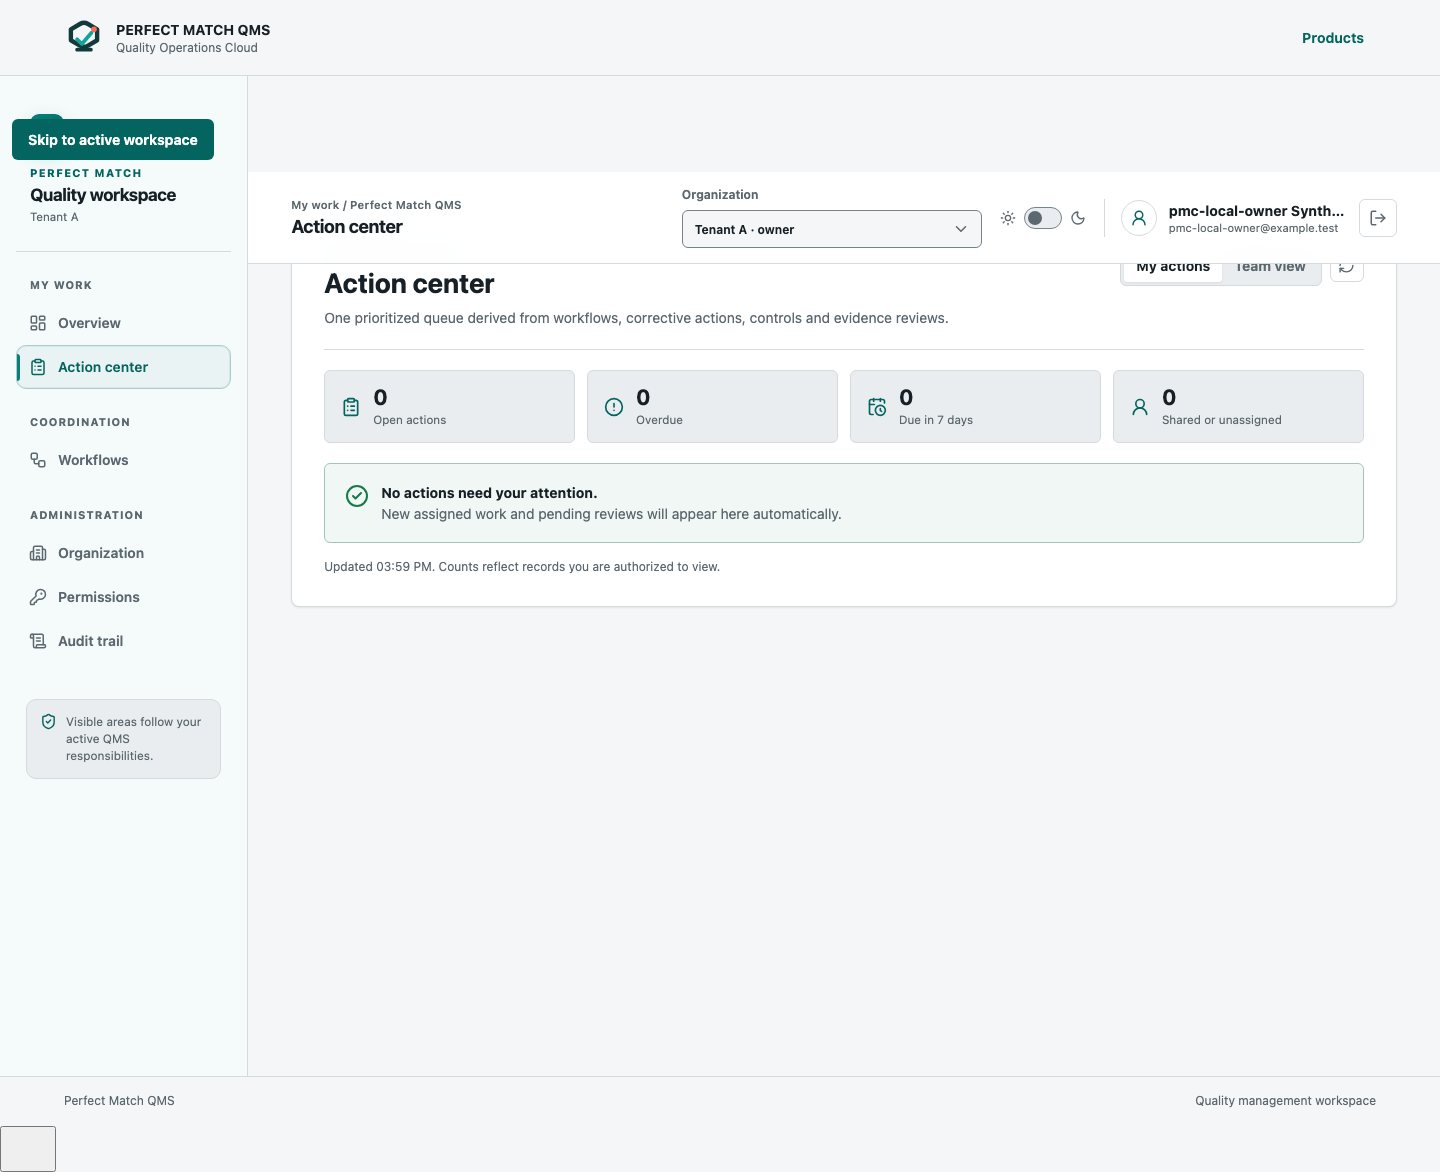 PERFECT MATCH QMS
Quality Operations Cloud
Products
Skip to active workspace
PERFECT MATCH
Quality workspace
Tenant A
MY WORK
Overview
Action center
COORDINATION
Workflows
ADMINISTRATION
Organization
Permissions
Audit trail
Visible areas follow your
active QMS
responsibilities.
My work / Perfect Match QMS
Action center
Organization
Tenant A · owner
pmc-local-owner Synth...
pmc-local-owner@example.test
Action center
My actions
Team view
One prioritized queue derived from workflows, corrective actions, controls and evidence reviews.
0
Open actions
0
Overdue
0
Due in 7 days
0
Shared or unassigned
No actions need your attention.
New assigned work and pending reviews will appear here automatically.
Updated 03:59 PM. Counts reflect records you are authorized to view.
Perfect Match QMS
Quality management workspace